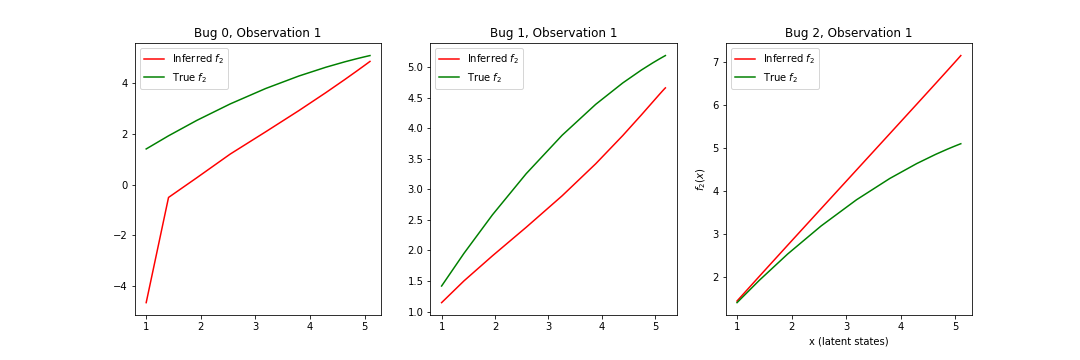 Bug 0, Observation 1
Inferred f₂
True f₂
4
2
0
−2
−4
1 2 3 4 5
Bug 1, Observation 1
Inferred f₂
True f₂
5.0
4.5
4.0
3.5
3.0
2.5
2.0
1.5
1.0
1 2 3 4 5
Bug 2, Observation 1
Inferred f₂
True f₂
f₂(x)
7
6
5
4
3
2
1 2 3 4 5
x (latent states)